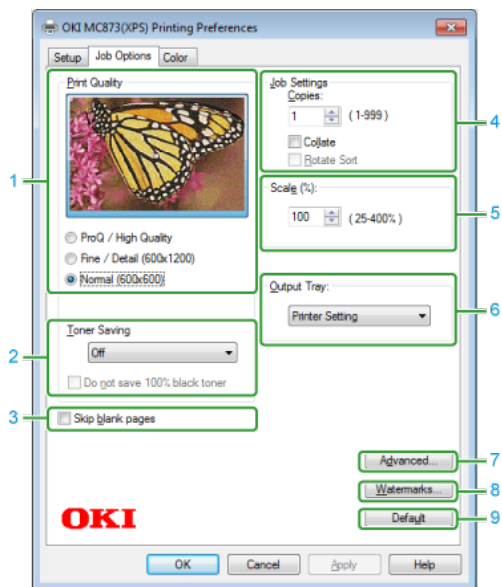 OKI MC873(XPS) Printing Preferences
Setup Job Options Color
Print Quality
1
ProQ / High Quality
Fine / Detail (600x1200)
Normal (600x600)
Toner Saving
2
Off
Do not save 100% black toner
3
Skip blank pages
Job Settings
Copies:
1 (1-999)
4
Collate
Rotate Sort
Scale (%):
100 (25-400%)
5
Output Tray:
Printer Setting
6
Advanced...
7
Watermarks...
8
Default
9
OKI
OK Cancel Apply Help